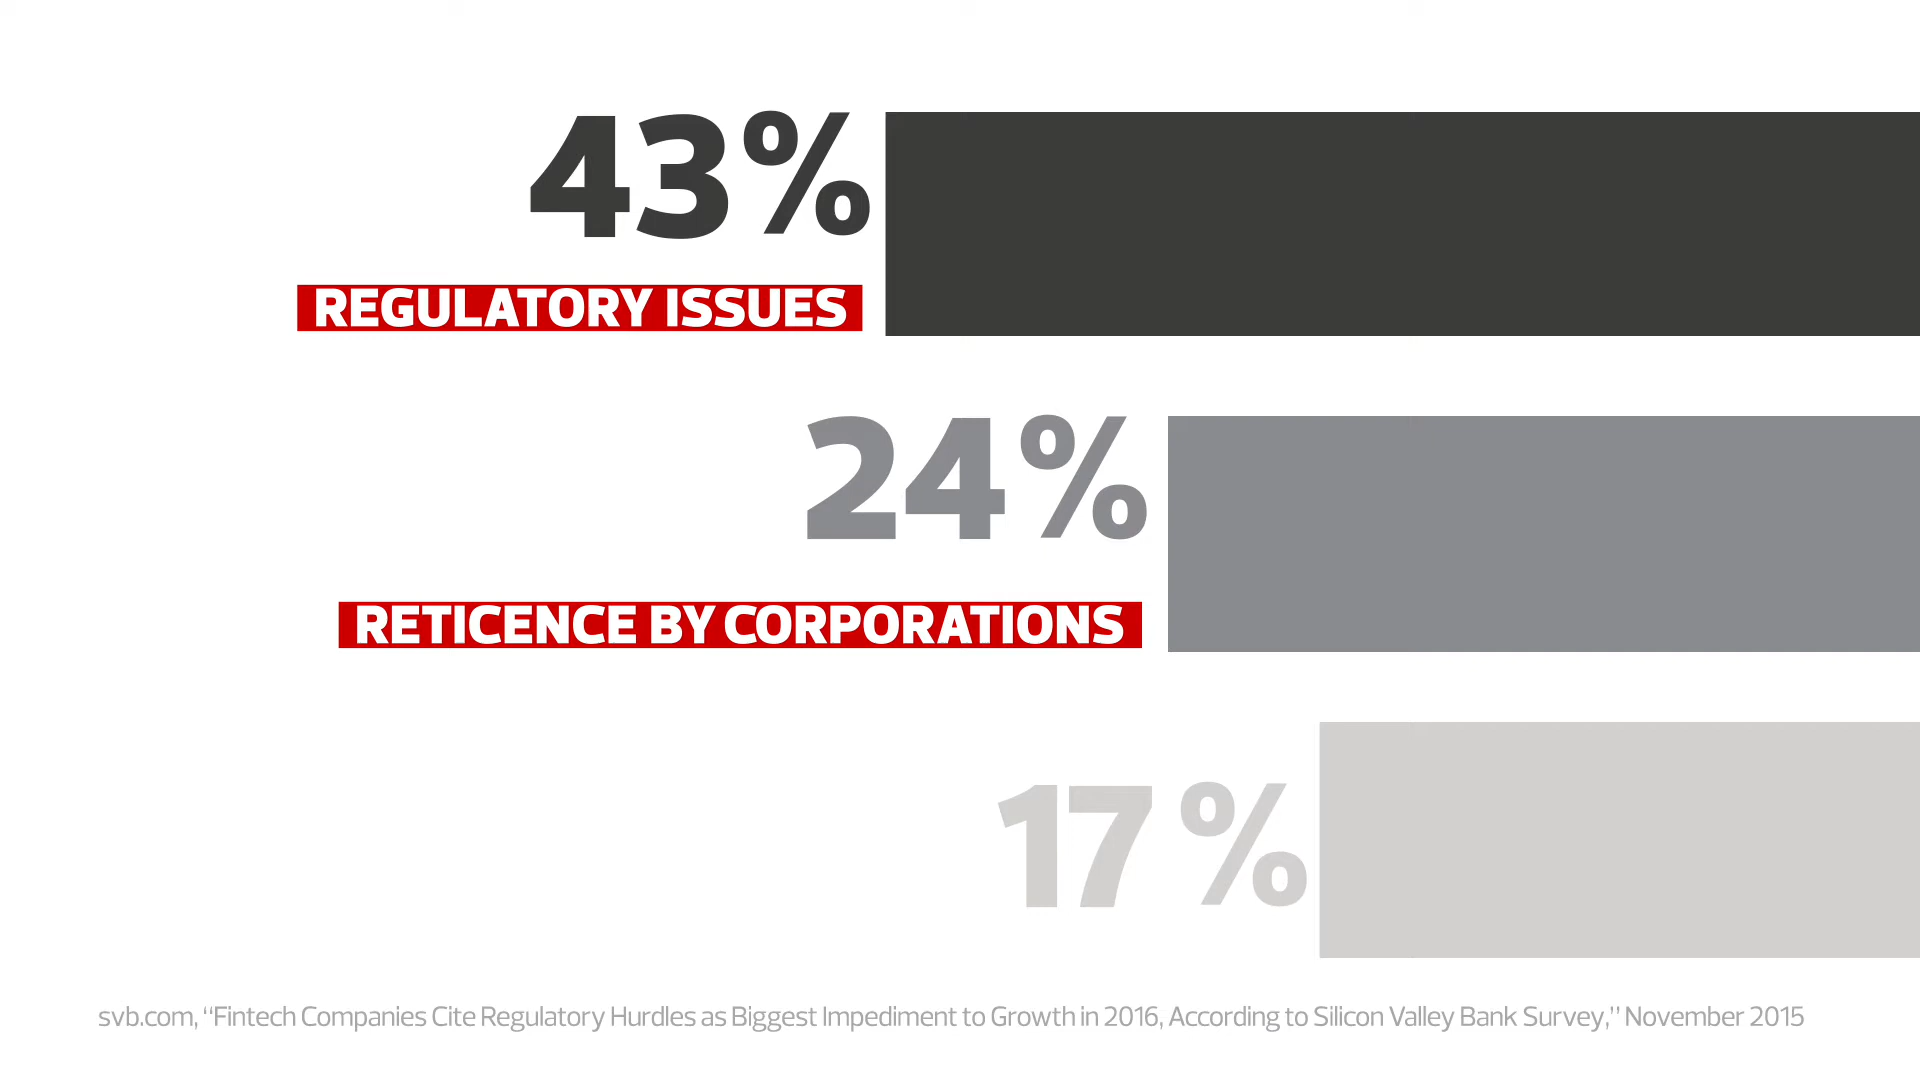 43%
REGULATORY ISSUES
24%
RETICENCE BY CORPORATIONS
17%
svb.com, “Fintech Companies Cite Regulatory Hurdles as Biggest Impediment to Growth in 2016, According to Silicon Valley Bank Survey,” November 2015